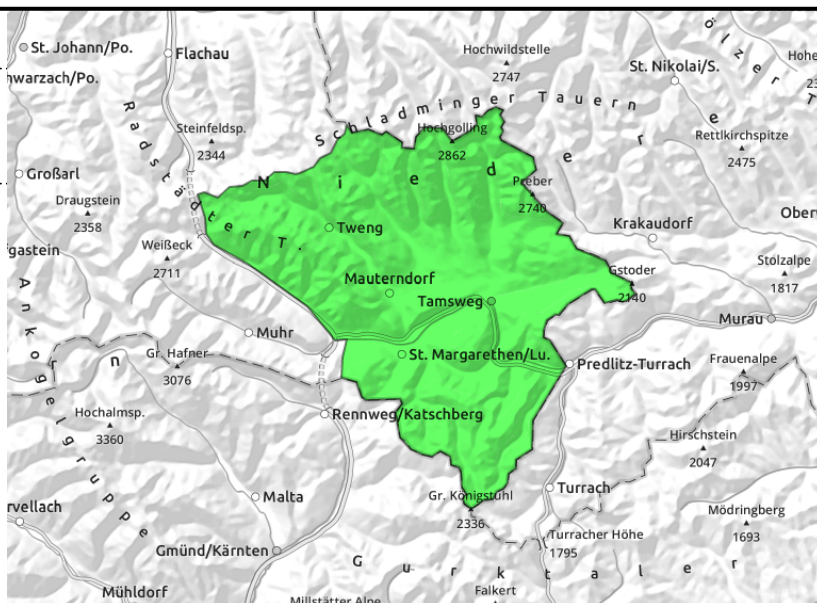 St. Johann/Po.
Flachau
Hochwildstelle
2747
St. Nikolai/S.
hwarzach/Po.
Schladminger Tauern
Steinfeldsp.
2344
Hochgolling
2862
Rettlkirchspitze
2475
Großarl
Radstädter T.
Niedere
Preber
2740
Draugstein
2358
Tweng
Krakaudorf
Weißeck
2711
fgastein
Gstoder
2140
Stolzalpe
1817
Mauterndorf
Tamsweg
Murau
Muhr
Gr. Hafner
3076
St. Margarethen/Lu.
Predlitz-Turrach
Frauenalpe
1997
Ankogelgruppe
n
Hochalmsp.
3360
Rennweg/Katschberg
Hirschstein
2047
Malta
Gr. Königstuhl
2336
Turrach
Mödringberg
1693
rvellach
Gmünd/Kärnten
Turracher Höhe
1795
Gurktaler
Mühldorf
Millstätter Alpe
Falkert